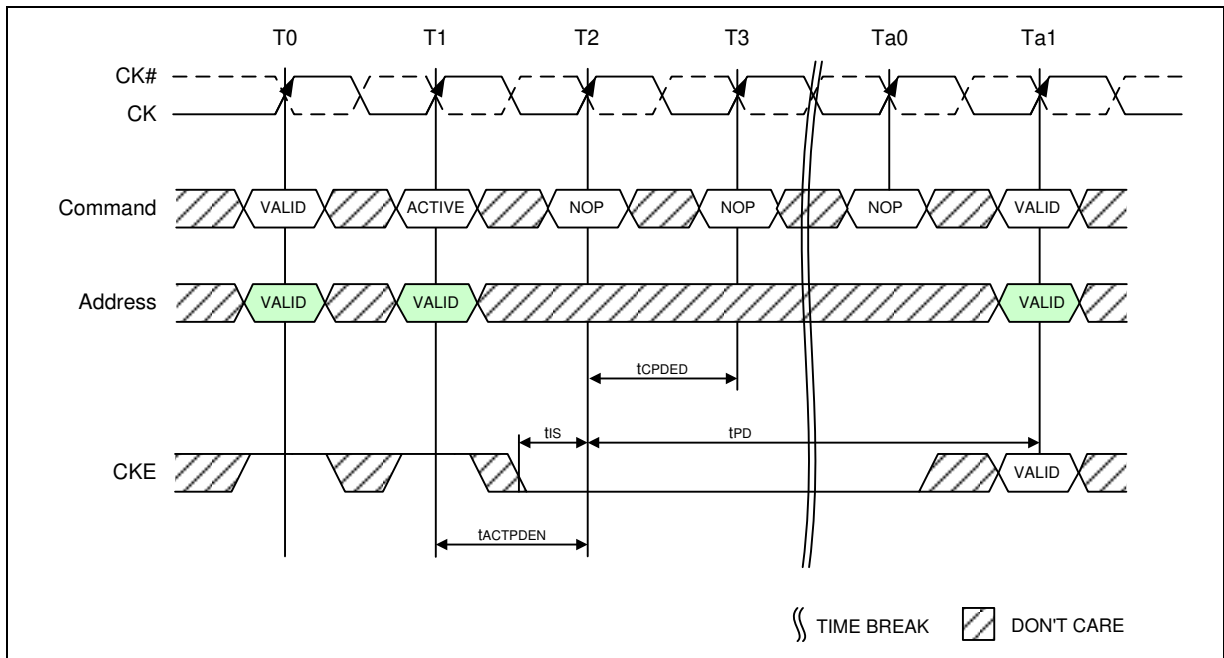 T0 T1 T2 T3 Ta0 Ta1
CK#
CK
Command VALID ACTIVE NOP NOP NOP VALID
Address VALID VALID VALID
tCPDED
tIS tPD
CKE VALID
tACTPDEN
TIME BREAK DON'T CARE